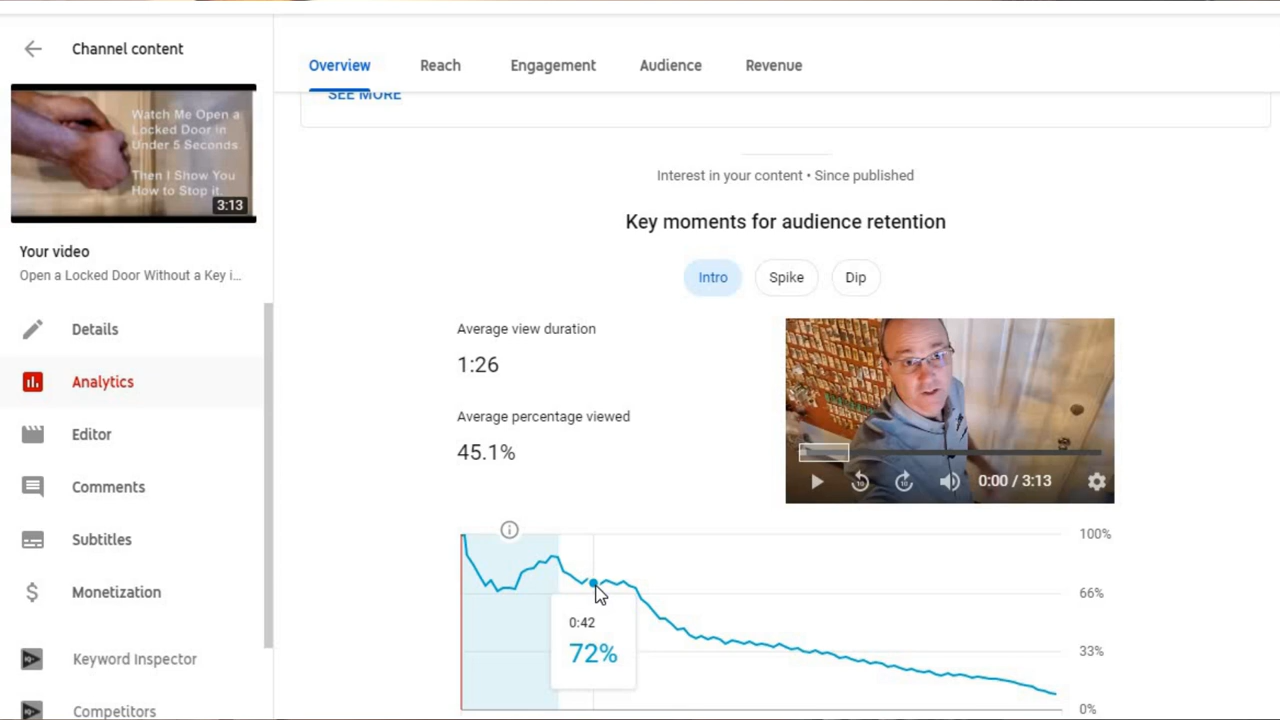 Channel content
Overview
Reach
Engagement
Audience
Revenue
SEE MORE
Watch Me Open a
Locked Door in
Under 5 Seconds
Then I Show You
How to Stop it.
3:13
Your video
Open a Locked Door Without a Key i...
Details
Analytics
Editor
Comments
Subtitles
Monetization
Keyword Inspector
Competitors
Interest in your content • Since published
Key moments for audience retention
Intro
Spike
Dip
Average view duration
1:26
Average percentage viewed
45.1%
10
10
0:00 / 3:13
100%
66%
33%
0%
0:42
72%